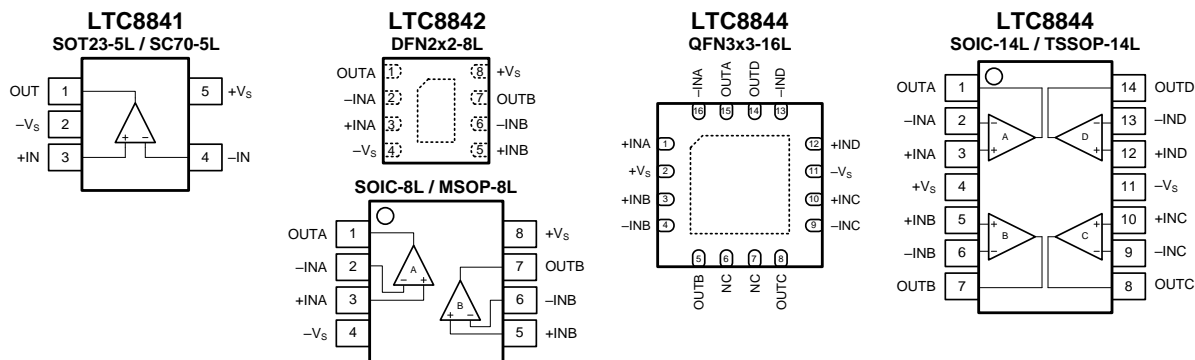 LTC8841
SOT23-5L / SC70-5L
OUT 1 5 +VS
–VS 2
+IN 3 4 –IN
+ −
LTC8842
DFN2x2-8L
OUTA 1 8 +VS
–INA 2 7 OUTB
+INA 3 6 –INB
–VS 4 5 +INB
SOIC-8L / MSOP-8L
OUTA 1 8 +VS
–INA 2 7 OUTB
+INA 3 6 –INB
–VS 4 5 +INB
A
− +
B
+ −
LTC8844
QFN3x3-16L
–INA OUTA OUTD –IND
16 15 14 13
+INA 1 12 +IND
+VS 2 11 –VS
+INB 3 10 +INC
–INB 4 9 –INC
5 6 7 8
OUTB NC NC OUTC
LTC8844
SOIC-14L / TSSOP-14L
OUTA 1 14 OUTD
–INA 2 − A D − 13 –IND
+INA 3 + + 12 +IND
+VS 4 11 –VS
+INB 5 + B C + 10 +INC
–INB 6 − − 9 –INC
OUTB 7 8 OUTC